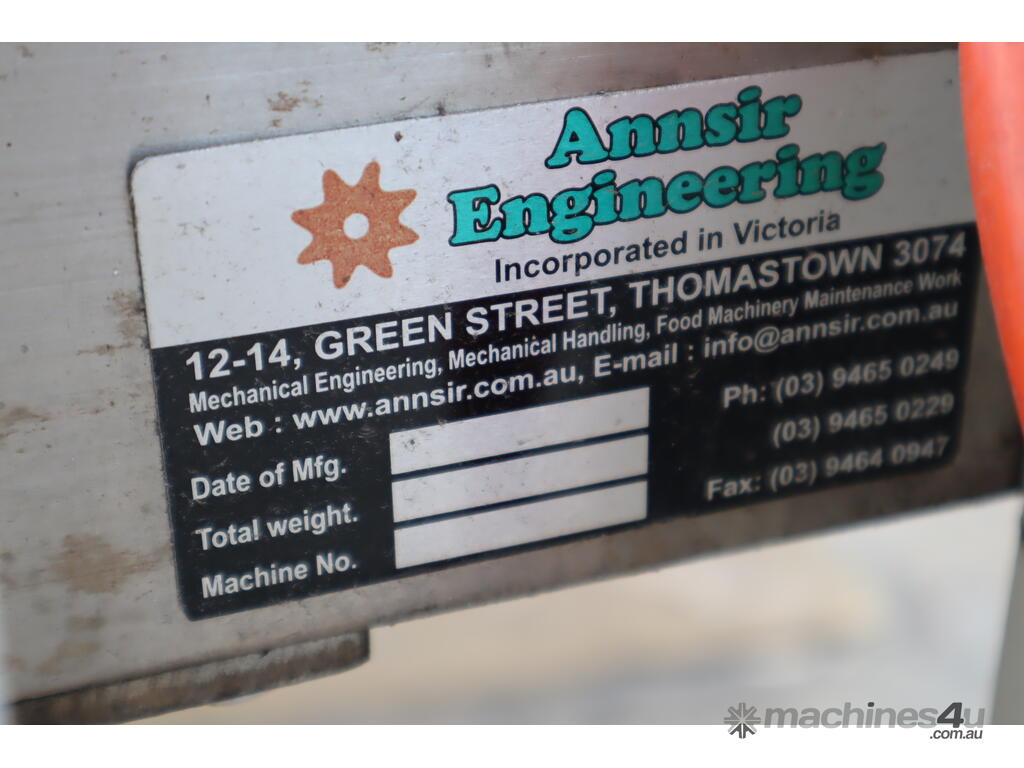 Annsir
Engineering
Incorporated in Victoria
12-14, GREEN STREET, THOMASTOWN 3074
Mechanical Engineering, Mechanical Handling, Food Machinery Maintenance Work
Web : www.annsir.com.au, E-mail : info@annsir.com.au
Ph: (03) 9465 0249
(03) 9465 0229
Fax: (03) 9464 0947
Date of Mfg.
Total weight.
Machine No.
machines4u
.com.au